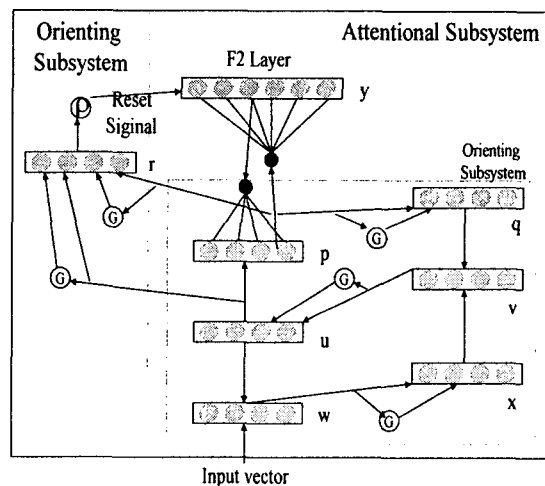 Orienting
Subsystem
Attentional Subsystem
F2 Layer
y
ρ
Reset
Siginal
r
Orienting
Subsystem
q
G
G
p
G
G
v
u
x
w
G
Input vector